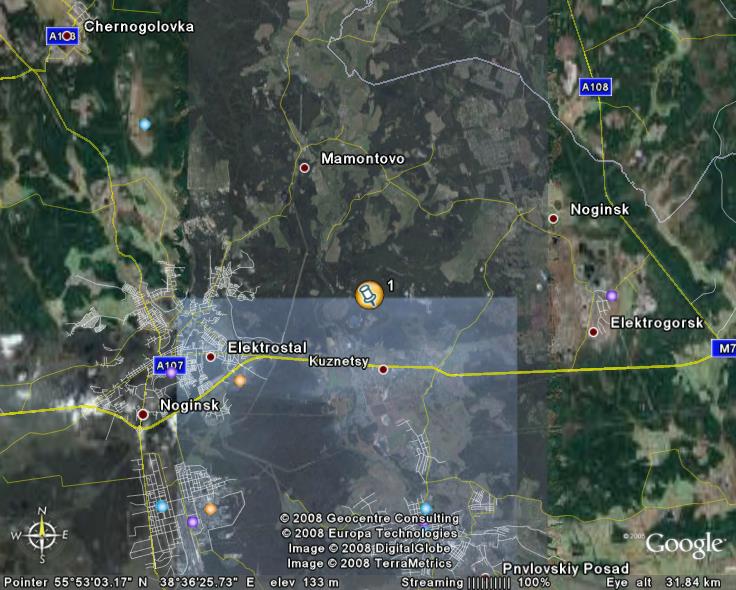 Chernogolovka
A108
A108
Mamontovo
Noginsk
1
Elektrogorsk
M7
Elektrostal
Kuznetsy
A107
Noginsk
N
W E
S
© 2008 Geocentre Consulting
© 2008 Europa Technologies
Image © 2008 DigitalGlobe
Image © 2008 TerraMetrics
© 2008 Google™
Pnvlovskiy Posad
Pointer 55°53'03.17" N 38°36'25.73" E elev 133 m Streaming ||||||||| 100% Eye alt 31.84 km